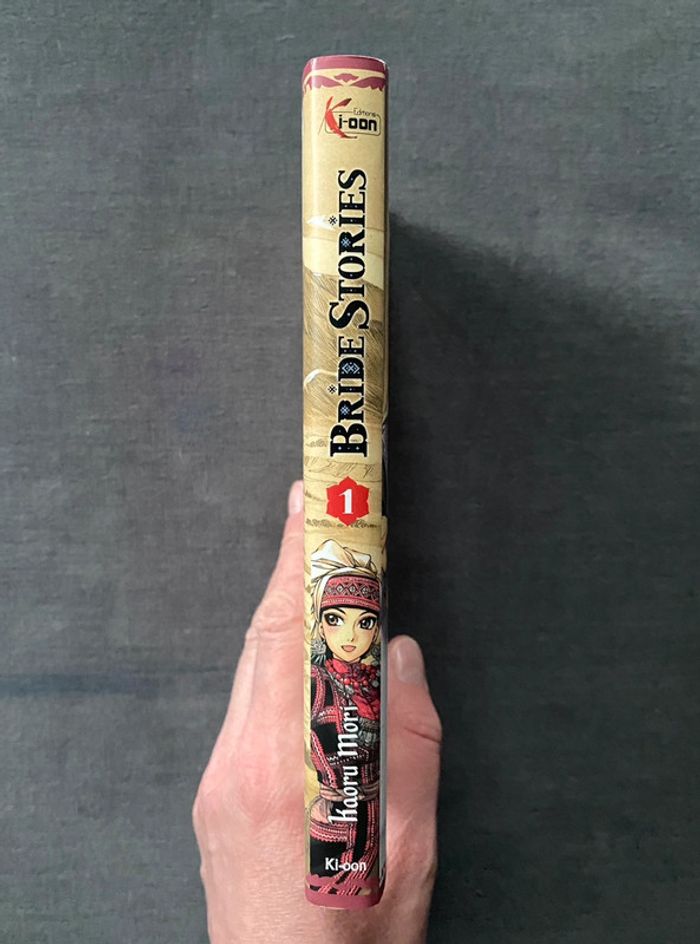 Editions
Ki-oon
BRIDE STORIES
1
Kaoru Mori
Ki-oon